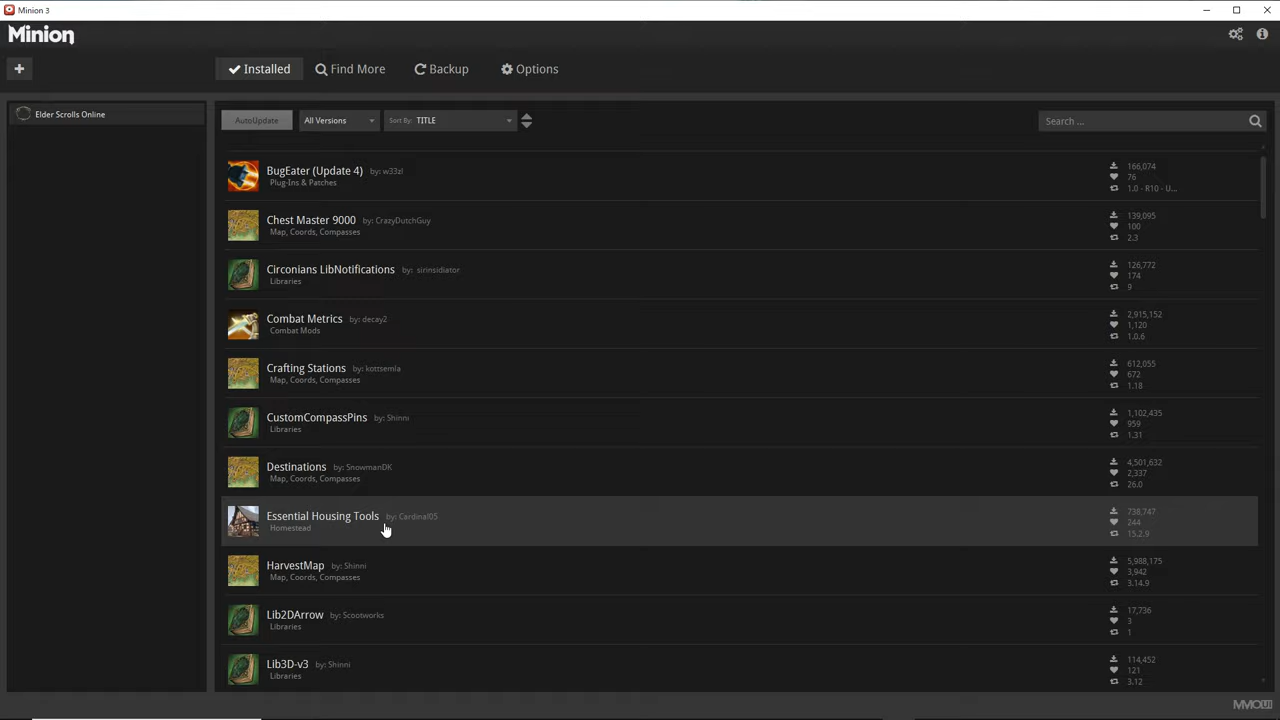 Minion 3
Minion
Installed Find More Backup Options
Elder Scrolls Online
AutoUpdate All Versions Sort By: TITLE Search ...
BugEater (Update 4) by: w33zl
Plug-Ins & Patches
166,074
76
1.0 - R10 - U...
Chest Master 9000 by: CrazyDutchGuy
Map, Coords, Compasses
139,095
100
2.3
Circonians LibNotifications by: sirinsidiator
Libraries
126,772
174
9
Combat Metrics by: decay2
Combat Mods
2,915,152
1,120
1.0.6
Crafting Stations by: kottsemla
Map, Coords, Compasses
612,055
672
1.18
CustomCompassPins by: Shinni
Libraries
1,102,435
959
1.31
Destinations by: SnowmanDK
Map, Coords, Compasses
4,501,632
2,337
26.0
Essential Housing Tools by: Cardinal05
Homestead
738,747
244
15.2.9
HarvestMap by: Shinni
Map, Coords, Compasses
5,988,175
3,942
3.14.9
Lib2DArrow by: Scootworks
Libraries
17,736
3
1
Lib3D-v3 by: Shinni
Libraries
114,452
121
3.12
MMOUI